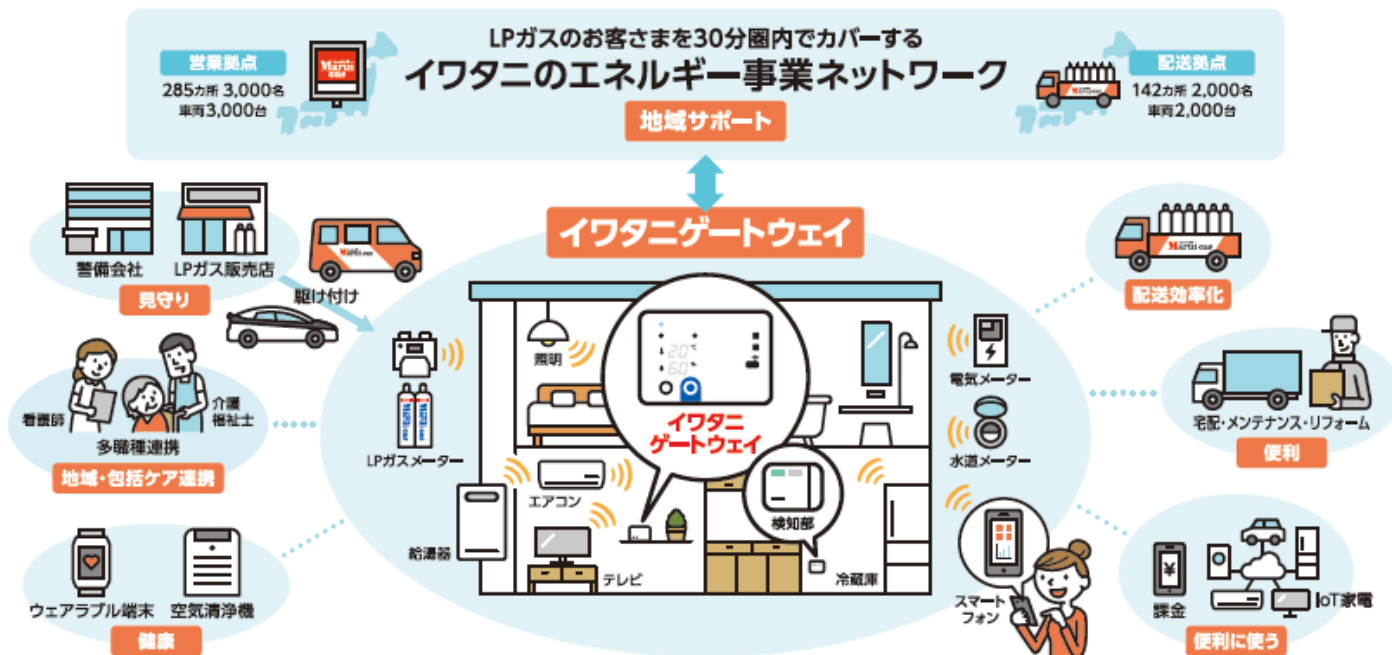 LPガスのお客さまを30分圏内でカバーする
イワタニのエネルギー事業ネットワーク
地域サポート
営業拠点
285カ所 3,000名
車両3,000台
Marui
GAS
配送拠点
142カ所 2,000名
車両2,000台
イワタニゲートウェイ
警備会社
LPガス販売店
見守り
駆け付け
看護師
介護
福祉士
多職種連携
地域・包括ケア連携
ウェアラブル端末
空気清浄機
健康
LPガスメーター
給湯器
照明
エアコン
テレビ
20℃
60℃
イワタニ
ゲートウェイ
検知部
冷蔵庫
電気メーター
水道メーター
スマート
フォン
配送効率化
宅配・メンテナンス・リフォーム
便利
¥
課金
IoT家電
便利に使う